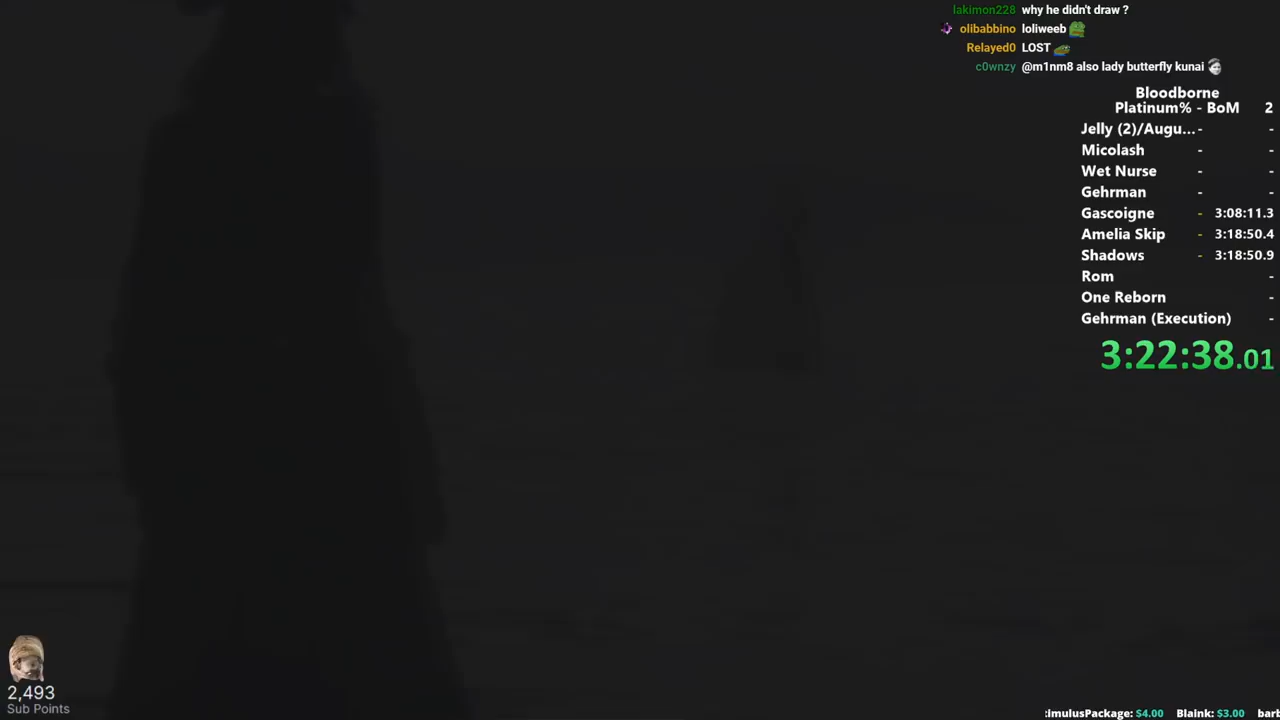 lakimon228 why he didn't draw ?
olibabbino loliweeb
Relayed0 LOST
c0wnzy @m1nm8 also lady butterfly kunai
Bloodborne
Platinum% - BoM 2
Jelly (2)/Augu... - -
Micolash - -
Wet Nurse - -
Gehrman - -
Gascoigne - 3:08:11.3
Amelia Skip - 3:18:50.4
Shadows - 3:18:50.9
Rom -
One Reborn -
Gehrman (Execution) -
3:22:38.01
2,493
Sub Points
imulusPackage: $4.00 Blaink: $3.00 barb